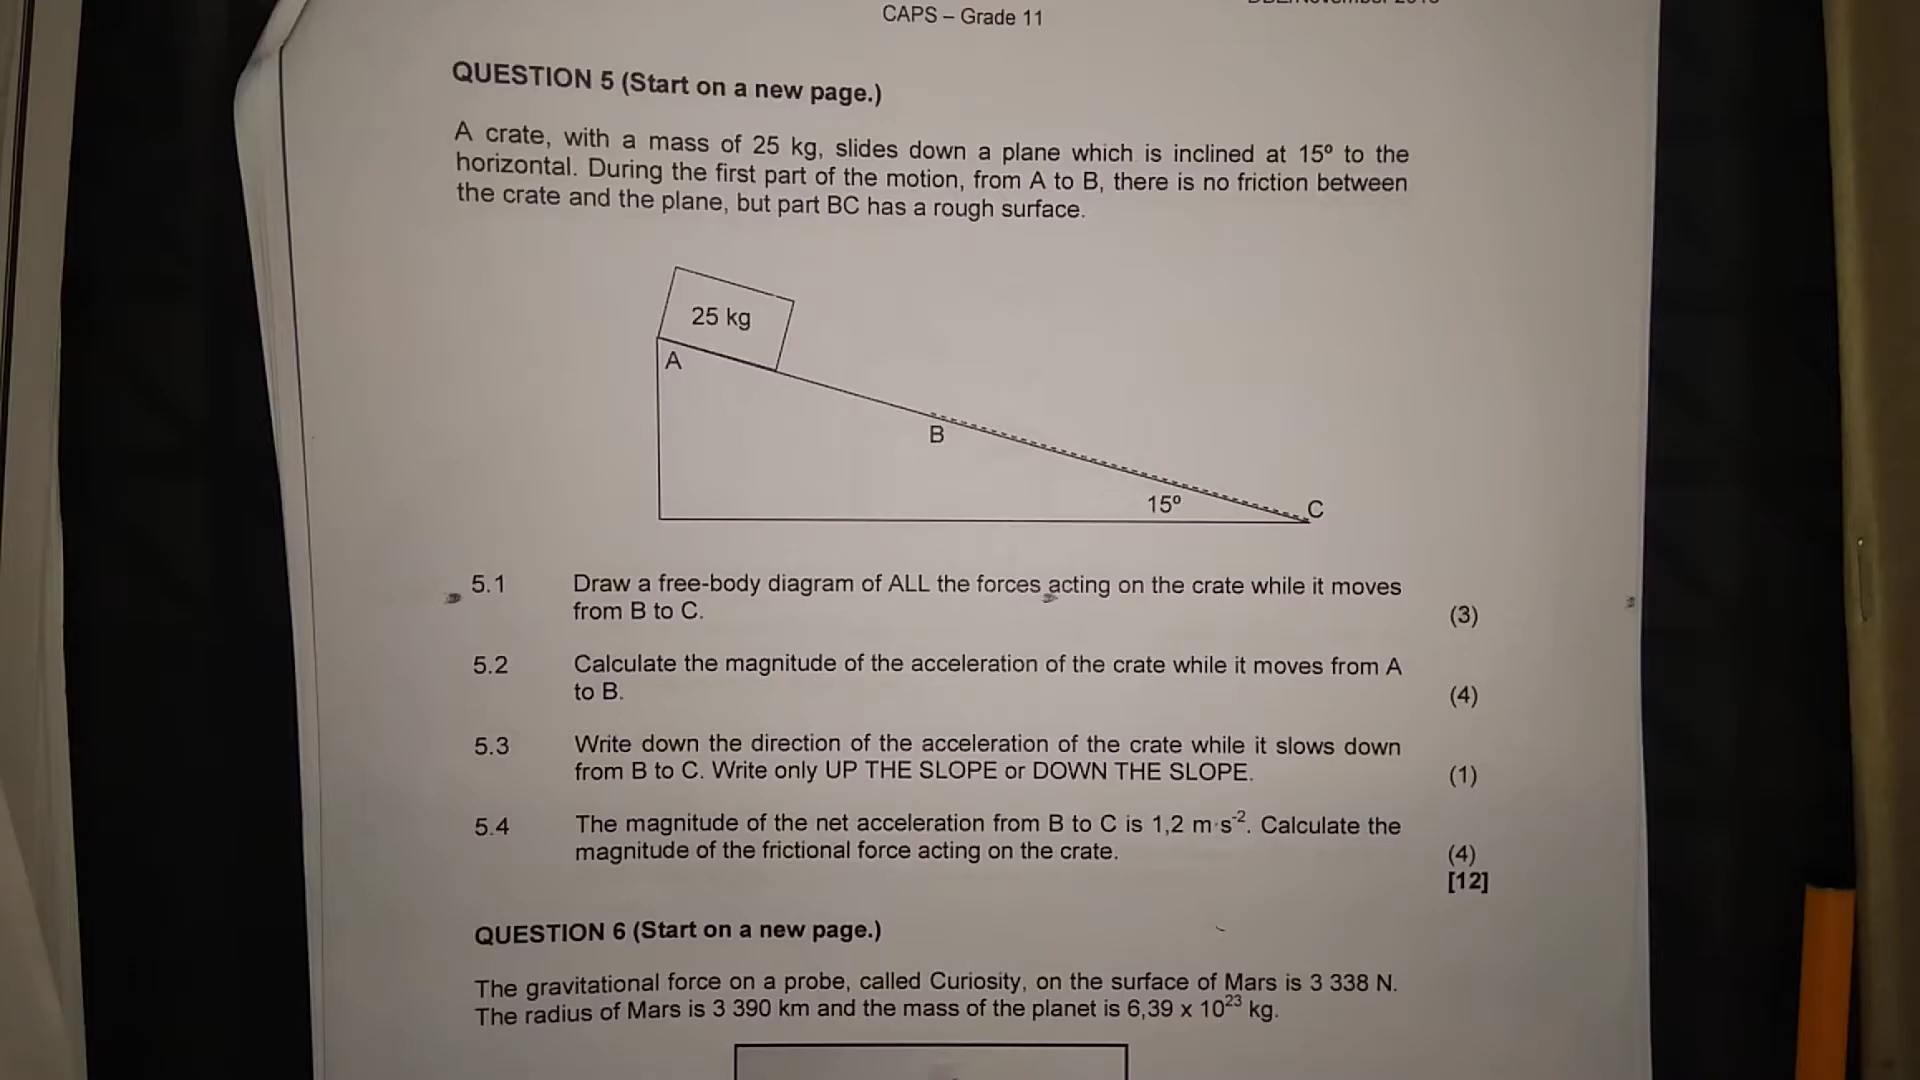 CAPS – Grade 11
QUESTION 5 (Start on a new page.)
A crate, with a mass of 25 kg, slides down a plane which is inclined at 15º to the
horizontal. During the first part of the motion, from A to B, there is no friction between
the crate and the plane, but part BC has a rough surface.
25 kg
A
B
15º
C
5.1 Draw a free-body diagram of ALL the forces acting on the crate while it moves
from B to C. (3)
5.2 Calculate the magnitude of the acceleration of the crate while it moves from A
to B. (4)
5.3 Write down the direction of the acceleration of the crate while it slows down
from B to C. Write only UP THE SLOPE or DOWN THE SLOPE. (1)
5.4 The magnitude of the net acceleration from B to C is 1,2 m·s⁻². Calculate the
magnitude of the frictional force acting on the crate. (4)
[12]
QUESTION 6 (Start on a new page.)
The gravitational force on a probe, called Curiosity, on the surface of Mars is 3 338 N.
The radius of Mars is 3 390 km and the mass of the planet is 6,39 x 10²³ kg.